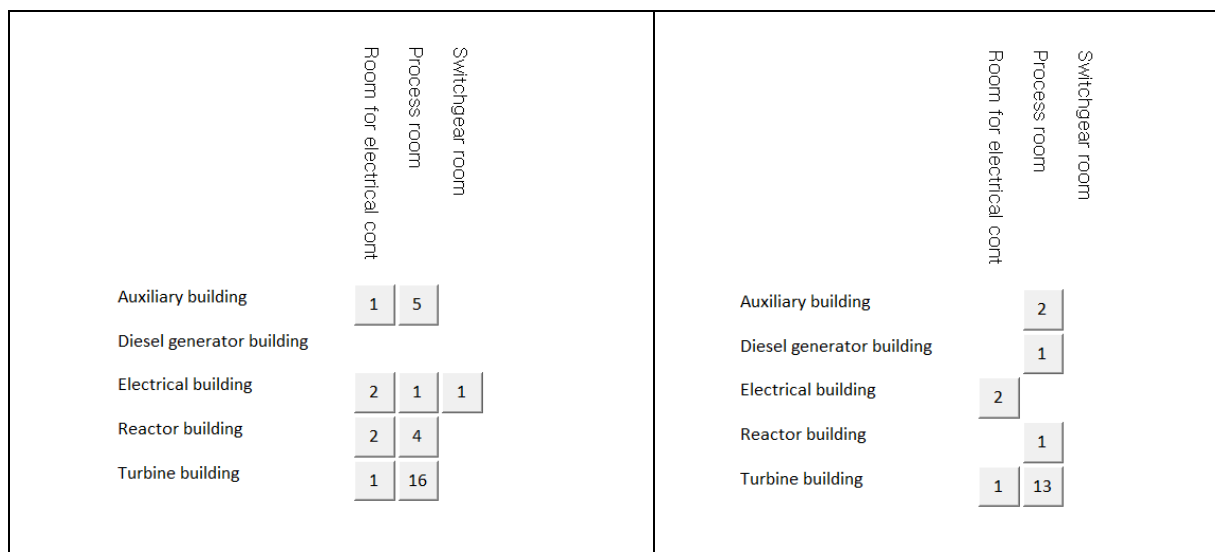 Room for electrical cont
Process room
Switchgear room
Auxiliary building 1 5
Diesel generator building
Electrical building 2 1 1
Reactor building 2 4
Turbine building 1 16
Room for electrical cont
Process room
Switchgear room
Auxiliary building 2
Diesel generator building 1
Electrical building 2
Reactor building 1
Turbine building 1 13